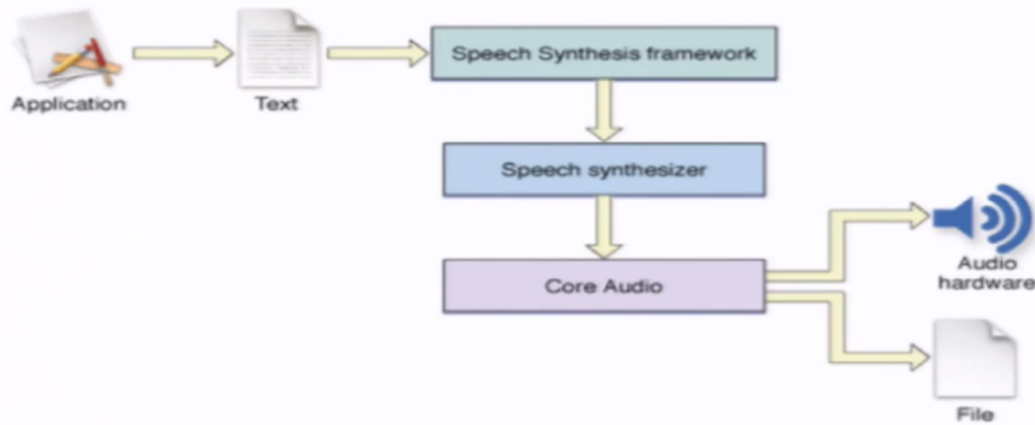 Application
Text
Speech Synthesis framework
Speech synthesizer
Core Audio
Audio
hardware
File